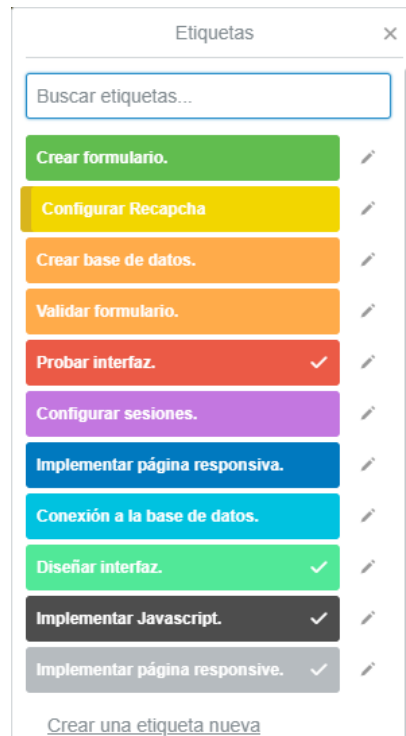 Etiquetas
Buscar etiquetas...
Crear formulario.
Configurar Recapcha
Crear base de datos.
Validar formulario.
Probar interfaz.
Configurar sesiones.
Implementar página responsiva.
Conexión a la base de datos.
Diseñar interfaz.
Implementar Javascript.
Implementar página responsive.
Crear una etiqueta nueva